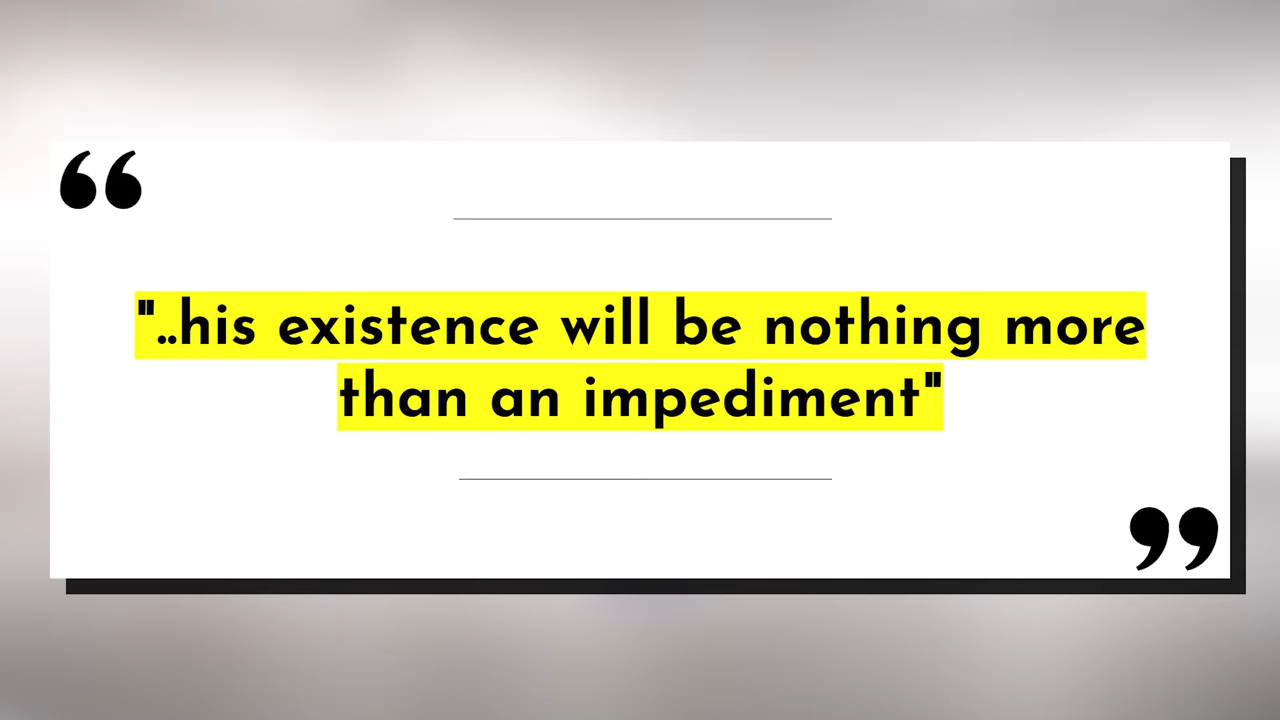 "..his existence will be nothing more
than an impediment"